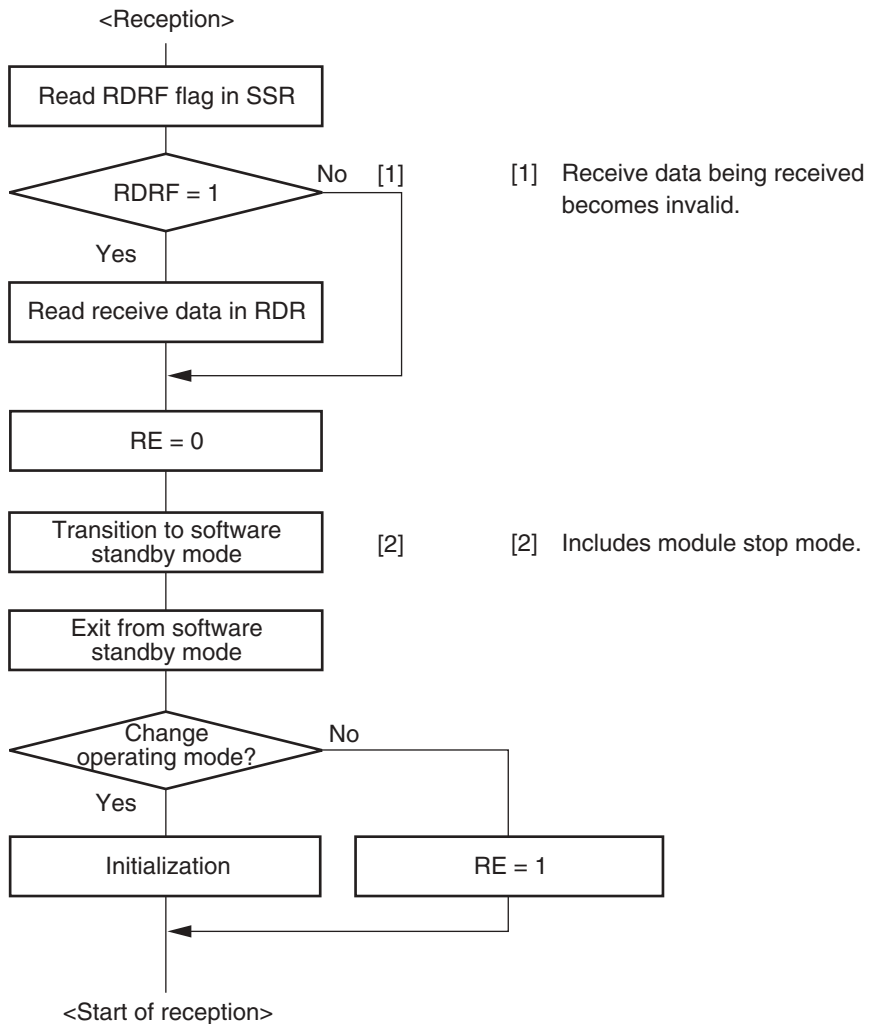 <Reception>
Read RDRF flag in SSR
RDRF = 1
No [1]
[1] Receive data being received
becomes invalid.
Yes
Read receive data in RDR
RE = 0
Transition to software
standby mode
[2]
[2] Includes module stop mode.
Exit from software
standby mode
Change
operating mode?
No
Yes
Initialization
RE = 1
<Start of reception>